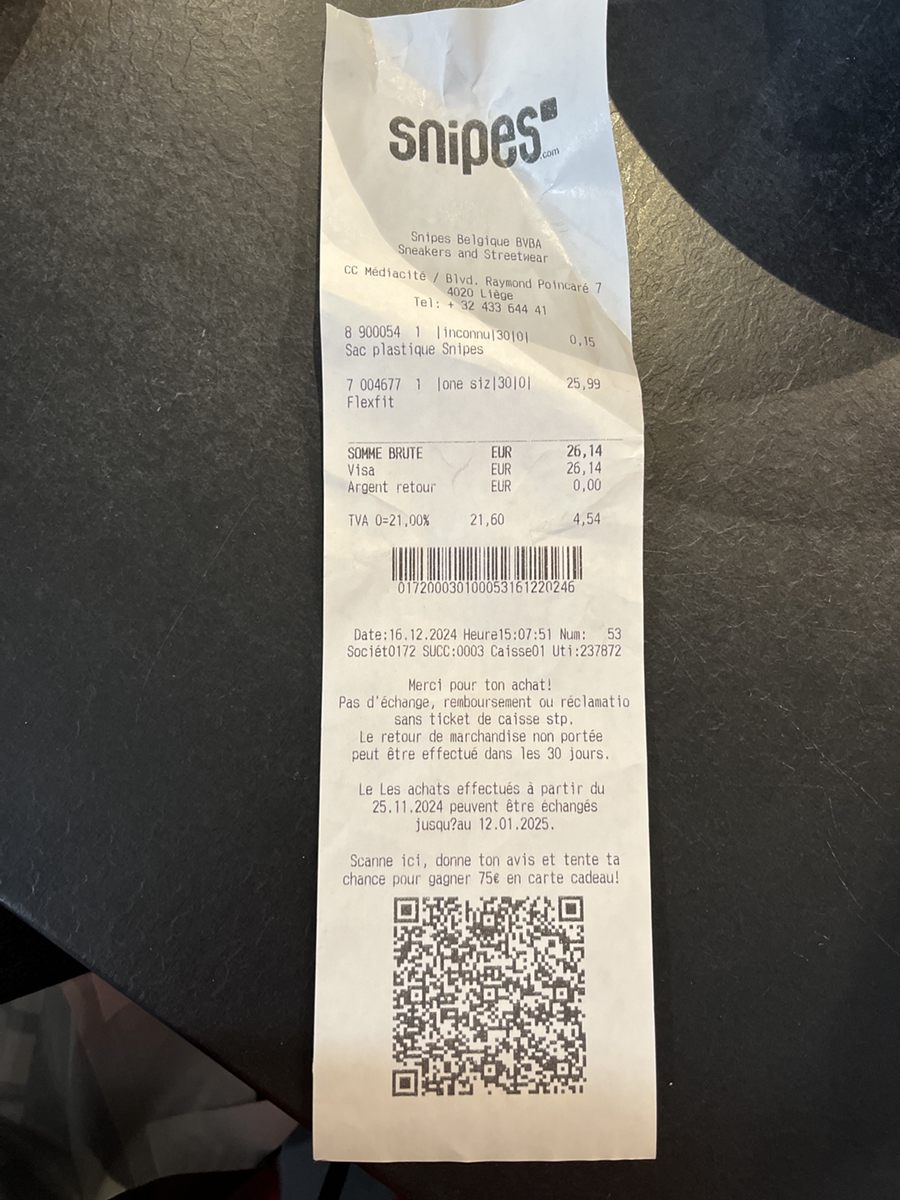 snipes
.com
Snipes Belgique BVBA
Sneakers and Streetwear
CC Médiacité / Blvd. Raymond Poincaré 7
4020 Liège
Tel: + 32 433 644 41
8 900054 1 |inconnu|30|0| 0,15
Sac plastique Snipes
7 004677 1 |one siz|30|0| 25,99
Flexfit
SOMME BRUTE EUR 26,14
Visa EUR 26,14
Argent retour EUR 0,00
TVA 0=21,00% 21,60 4,54
017200030100053161220246
Date:16.12.2024 Heure15:07:51 Num: 53
Sociét0172 SUCC:0003 Caisse01 Uti:237872
Merci pour ton achat!
Pas d'échange, remboursement ou réclamatio
sans ticket de caisse stp.
Le retour de marchandise non portée
peut être effectué dans les 30 jours.
Le Les achats effectués à partir du
25.11.2024 peuvent être échangés
jusqu?au 12.01.2025.
Scanne ici, donne ton avis et tente ta
chance pour gagner 75€ en carte cadeau!